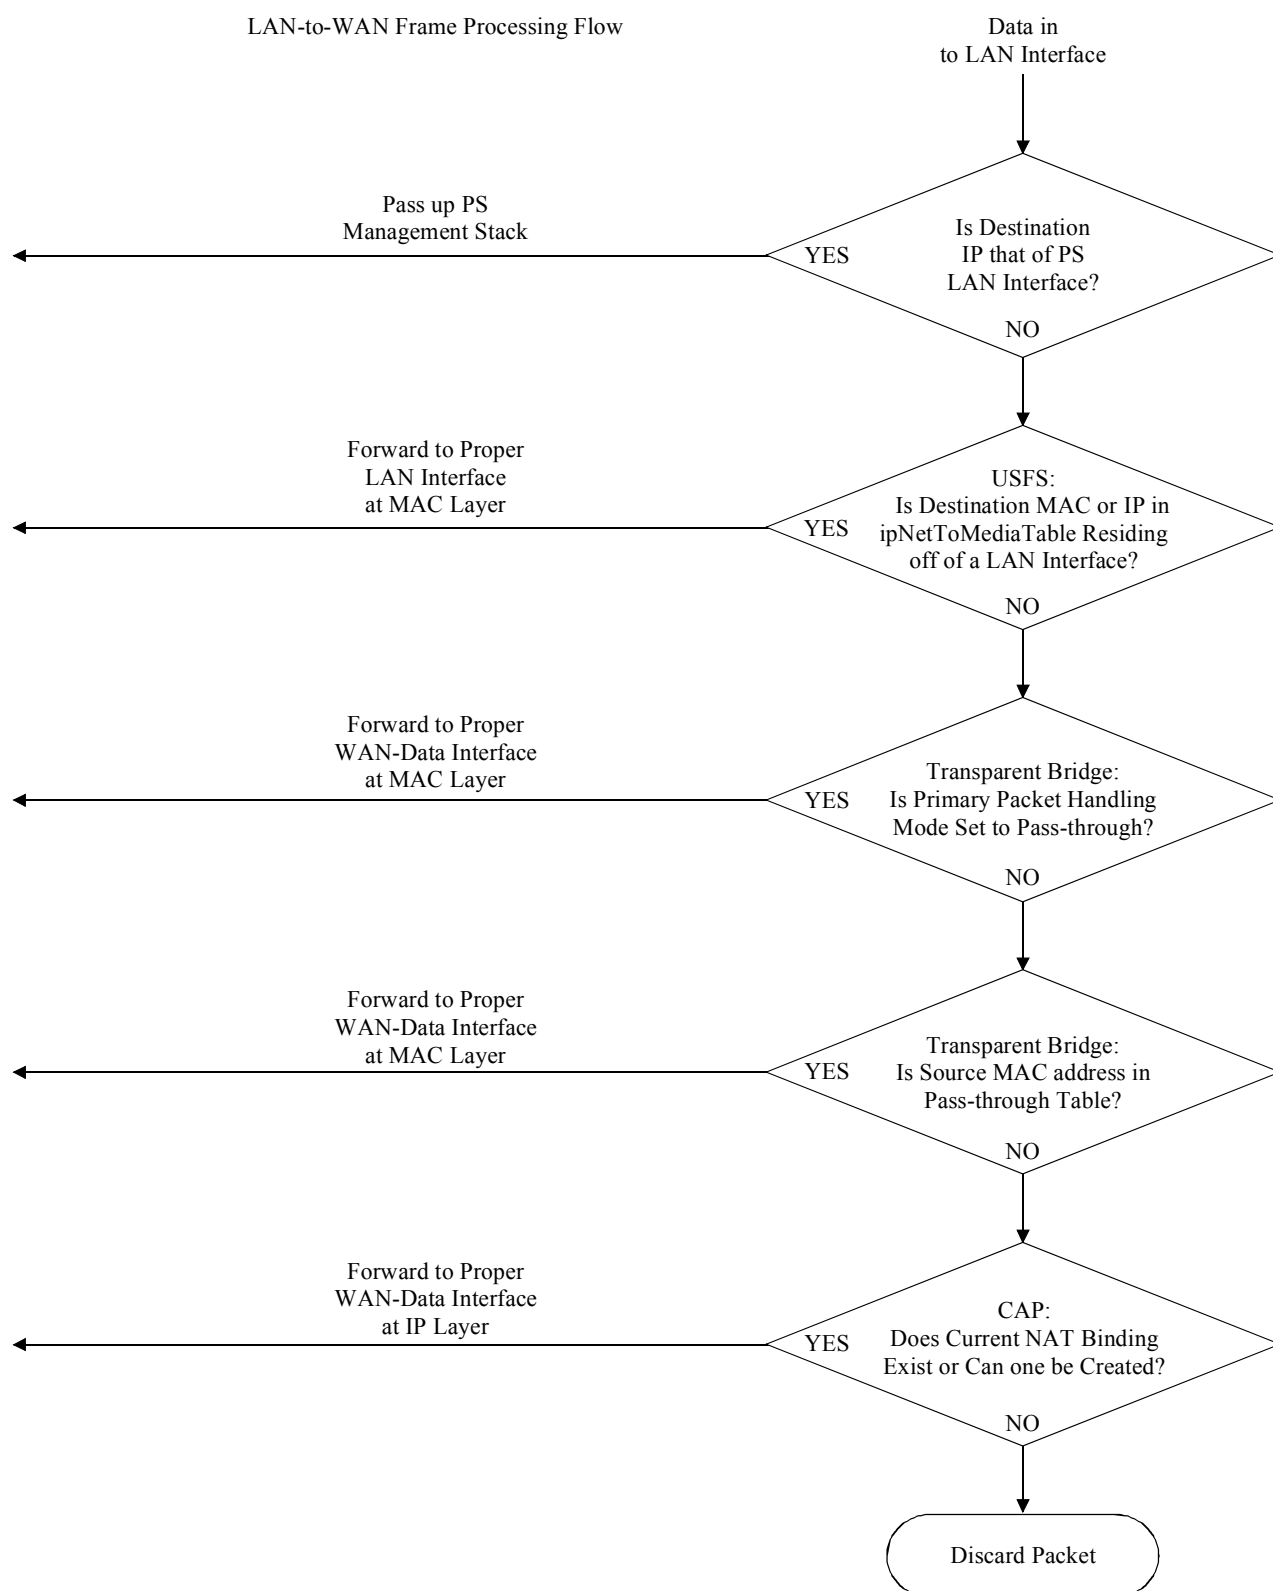 LAN-to-WAN Frame Processing Flow
Data in
to LAN Interface
Pass up PS
Management Stack
Is Destination
IP that of PS
LAN Interface?
YES
NO
Forward to Proper
LAN Interface
at MAC Layer
USFS:
Is Destination MAC or IP in
ipNetToMediaTable Residing
off of a LAN Interface?
YES
NO
Forward to Proper
WAN-Data Interface
at MAC Layer
Transparent Bridge:
Is Primary Packet Handling
Mode Set to Pass-through?
YES
NO
Forward to Proper
WAN-Data Interface
at MAC Layer
Transparent Bridge:
Is Source MAC address in
Pass-through Table?
YES
NO
Forward to Proper
WAN-Data Interface
at IP Layer
CAP:
Does Current NAT Binding
Exist or Can one be Created?
YES
NO
Discard Packet